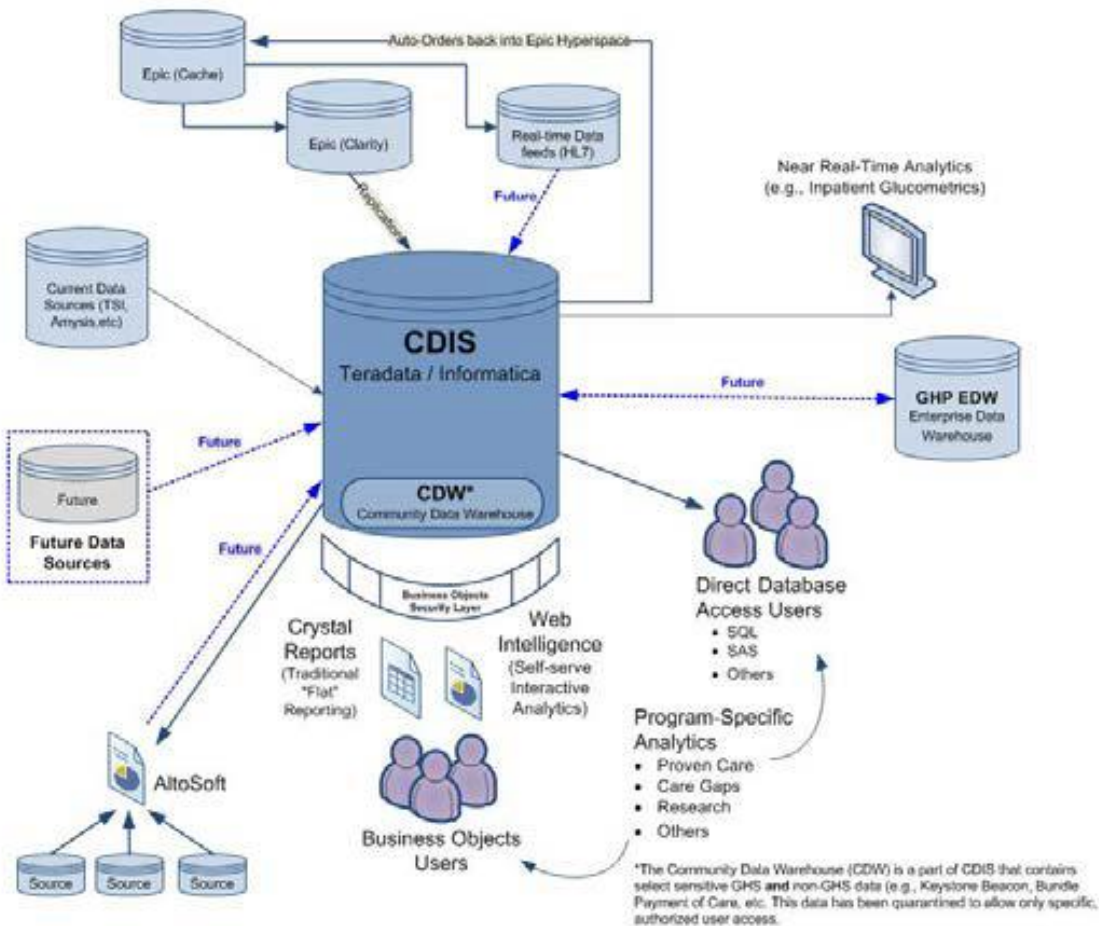 Auto-Orders back into Epic Hyperspace
Epic (Cache)
Epic (Clarity)
Real-time Data
feeds (HL7)
Replication
Future
Near Real-Time Analytics
(e.g., Inpatient Glucometrics)
Current Data
Sources (TSI,
Amysis,etc)
CDIS
Teradata / Informatica
Future
GHP EDW
Enterprise Data
Warehouse
Future
Future
Future Data
Sources
CDW*
Community Data Warehouse
Future
Business Objects
Security Layer
Crystal
Reports
(Traditional
"Flat"
Reporting)
Web
Intelligence
(Self-serve
Interactive
Analytics)
Direct Database
Access Users
• SQL
• SAS
• Others
Program-Specific
Analytics
• Proven Care
• Care Gaps
• Research
• Others
AltoSoft
Source
Source
Source
Business Objects
Users
*The Community Data Warehouse (CDW) is a part of CDIS that contains
select sensitive GHS and non-GHS data (e.g., Keystone Beacon, Bundle
Payment of Care, etc. This data has been quarantined to allow only specific,
authorized user access.